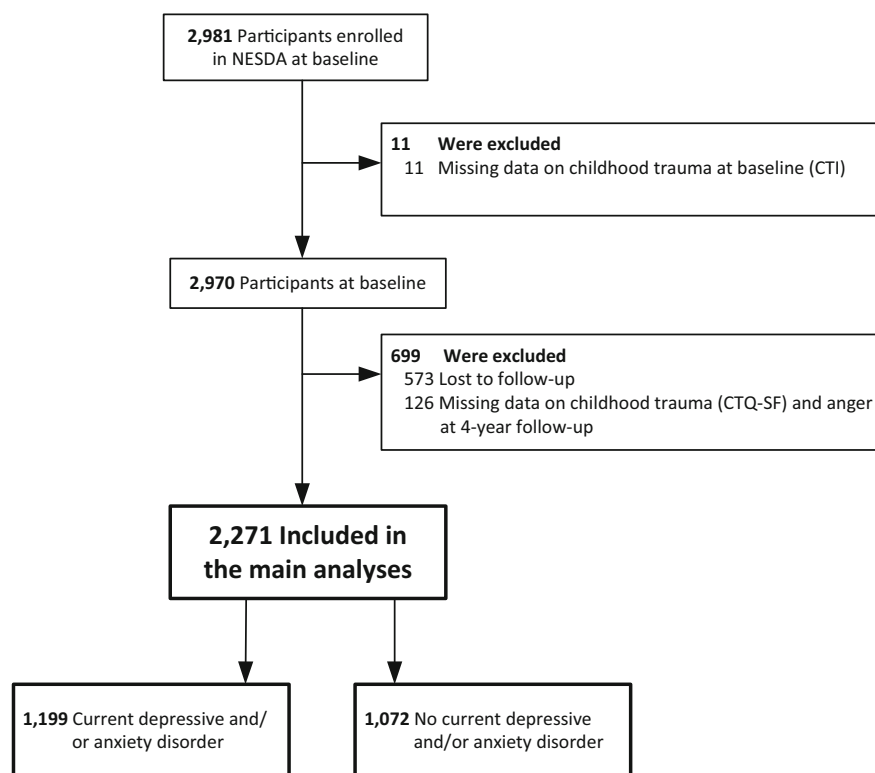 2,981 Participants enrolled
in NESDA at baseline
11 Were excluded
11 Missing data on childhood trauma at baseline (CTI)
2,970 Participants at baseline
699 Were excluded
573 Lost to follow-up
126 Missing data on childhood trauma (CTQ-SF) and anger
at 4-year follow-up
2,271 Included in
the main analyses
1,199 Current depressive and/
or anxiety disorder
1,072 No current depressive
and/or anxiety disorder